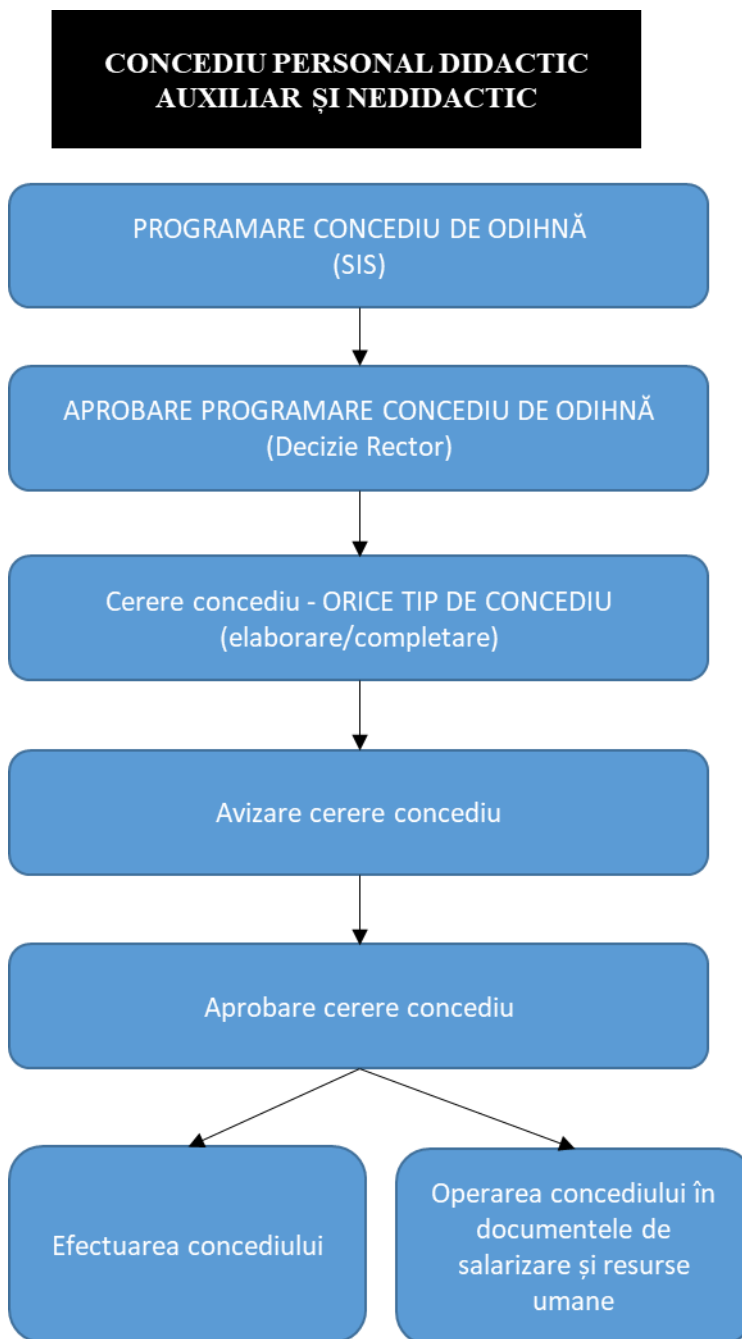 CONCEDIU PERSONAL DIDACTIC
AUXILIAR ȘI NEDIDACTIC
PROGRAMARE CONCEDIU DE ODIHNĂ
(SIS)
APROBARE PROGRAMARE CONCEDIU DE ODIHNĂ
(Decizie Rector)
Cerere concediu - ORICE TIP DE CONCEDIU
(elaborare/completare)
Avizare cerere concediu
Aprobare cerere concediu
Efectuarea concediului
Operarea concediului în
documentele de
salarizare și resurse
umane